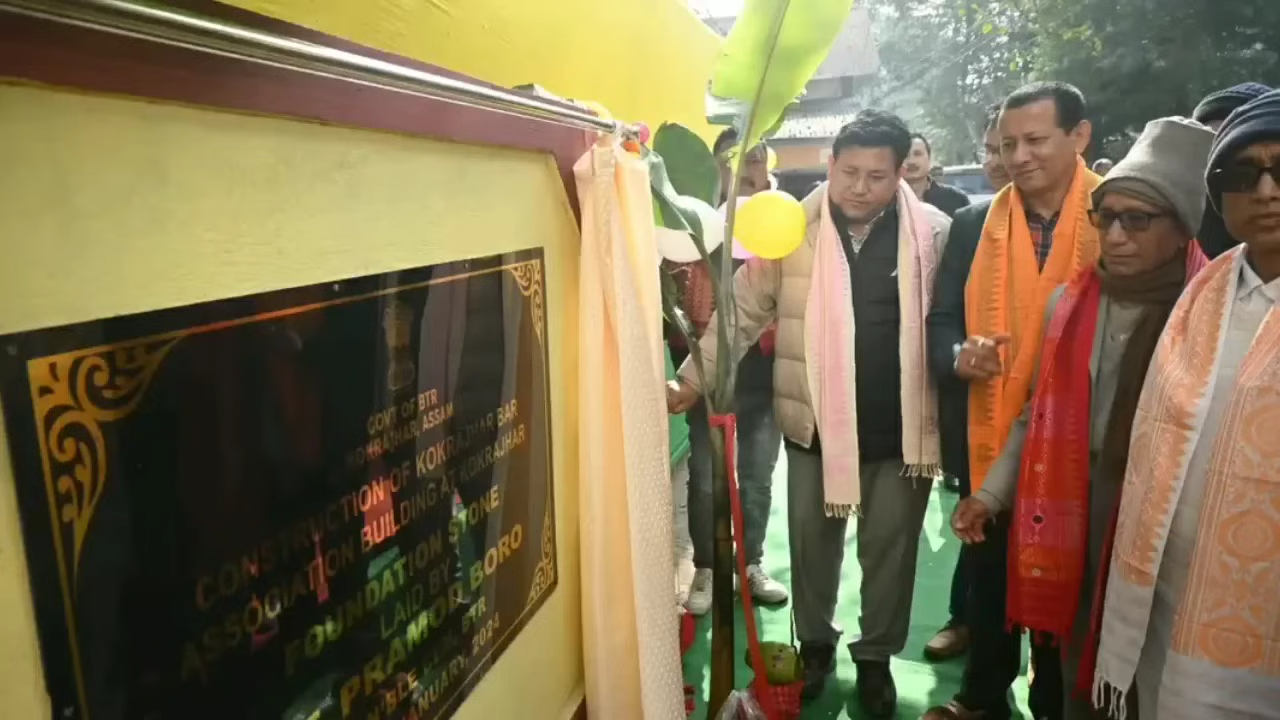 GOVT. OF BTR
KOKRAJHAR, ASSAM
CONSTRUCTION OF KOKRAJHAR BAR
ASSOCIATION BUILDING AT KOKRAJHAR
FOUNDATION STONE
LAID BY
PRAMOD BORO
BTR
JANUARY, 2024